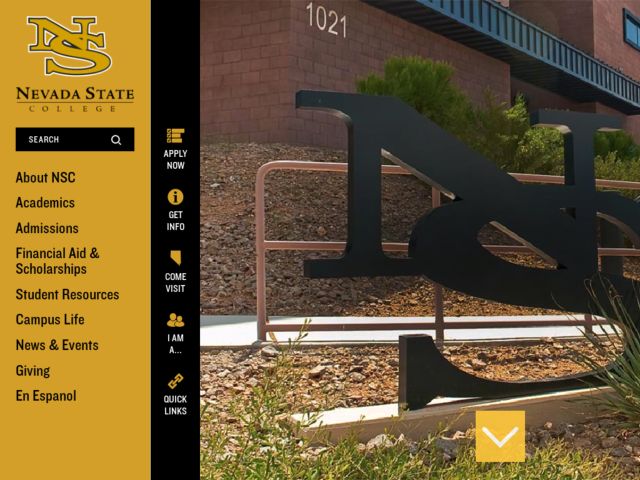 NS
NEVADA STATE
COLLEGE
SEARCH
About NSC
Academics
Admissions
Financial Aid &
Scholarships
Student Resources
Campus Life
News & Events
Giving
En Espanol
APPLY
NOW
GET
INFO
COME
VISIT
I AM
A...
QUICK
LINKS
1021
NS